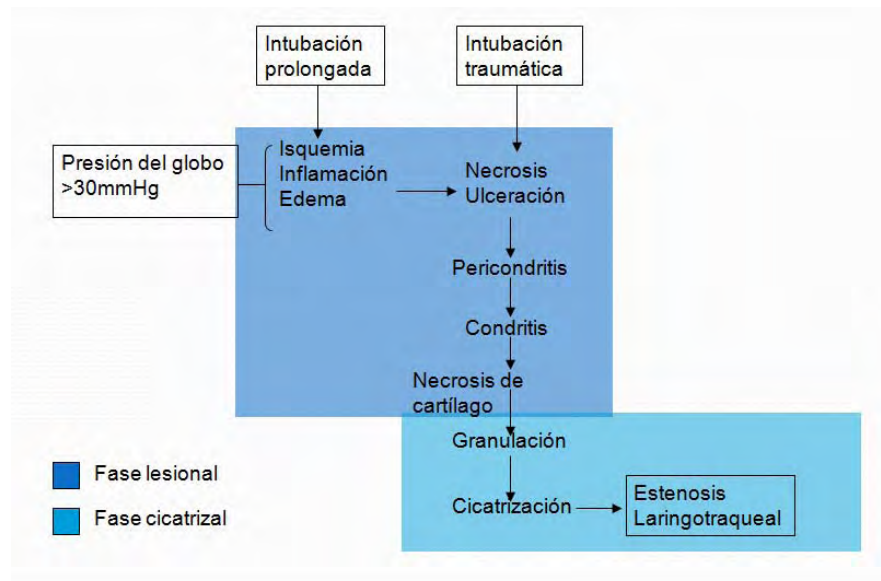 Intubación
prolongada
Intubación
traumática
Presión del globo
>30mmHg
Isquemia
Inflamación
Edema
Necrosis
Ulceración
Pericondritis
Condritis
Necrosis de
cartílago
Granulación
Cicatrización
Estenosis
Laringotraqueal
Fase lesional
Fase cicatrizal